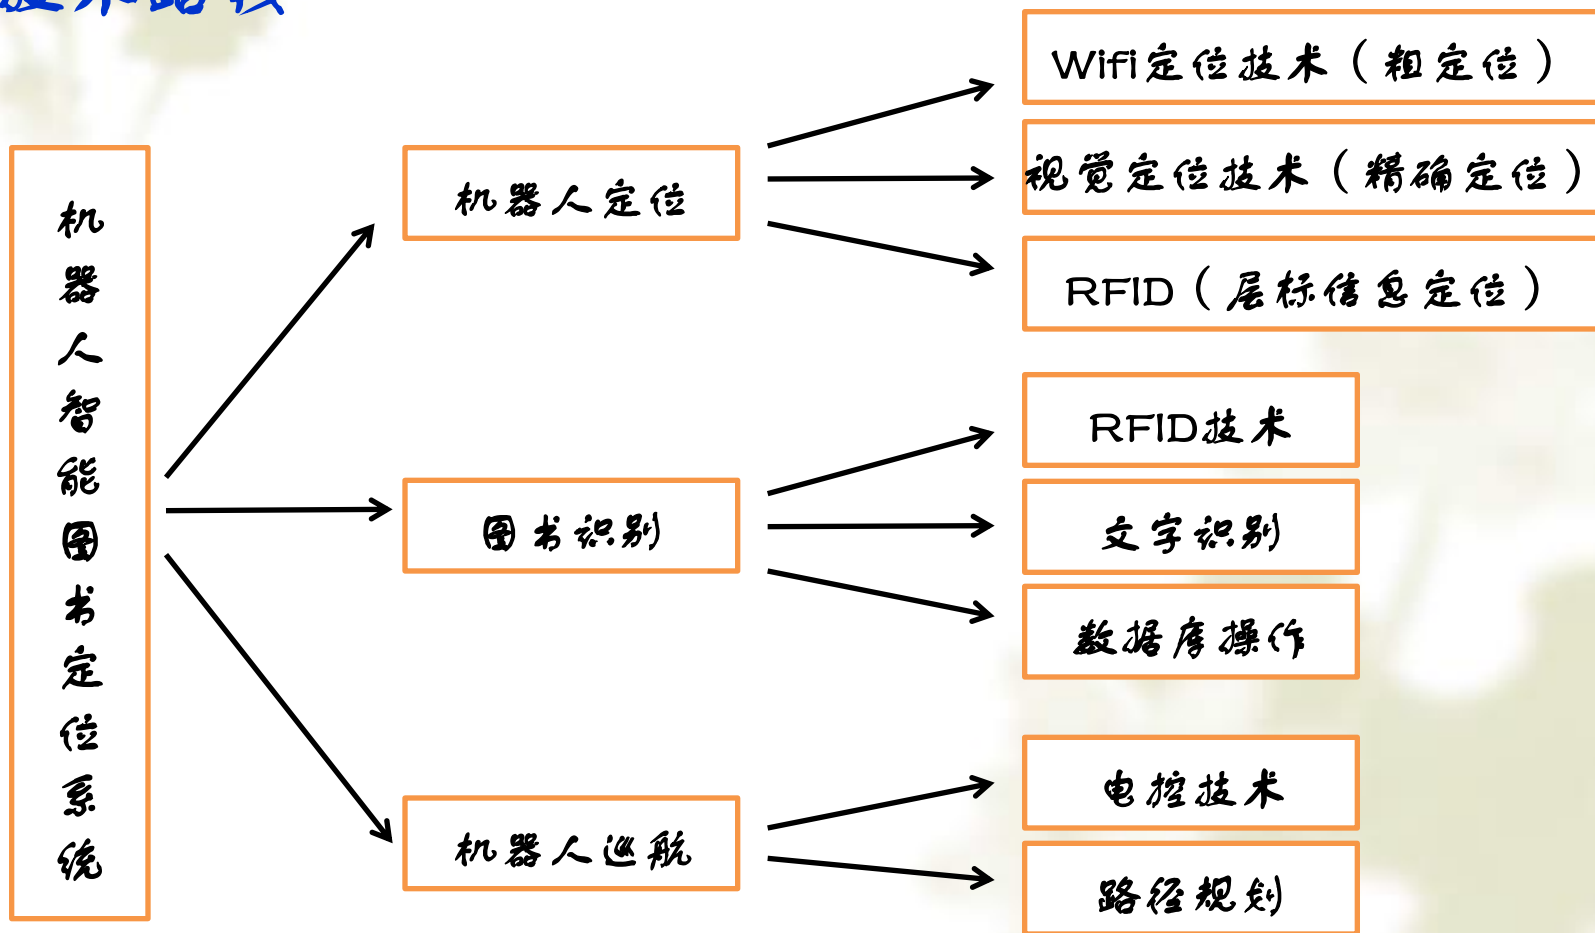 技术路线
机器人智能图书定位系统
机器人定位
Wifi定位技术（粗定位）
视觉定位技术（精确定位）
RFID（层标信息定位）
图书识别
RFID技术
文字识别
数据库操作
机器人巡航
电控技术
路径规划